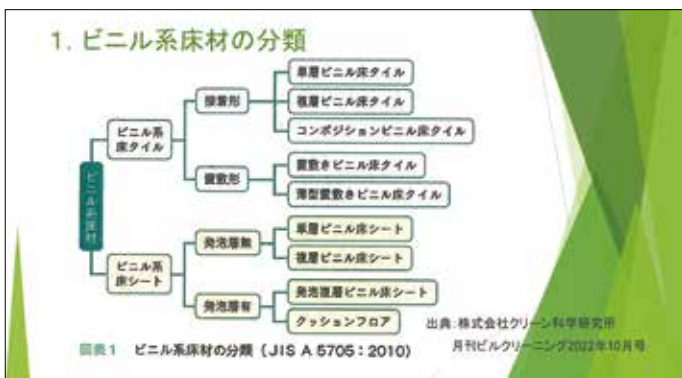 1. ビニル系床材の分類
ビニル系床材
ビニル系
床タイル
接着形
単層ビニル床タイル
複層ビニル床タイル
コンポジションビニル床タイル
置敷形
置敷きビニル床タイル
薄型置敷きビニル床タイル
ビニル系
床シート
発泡層無
単層ビニル床シート
複層ビニル床シート
発泡層有
発泡複層ビニル床シート
クッションフロア
出典：株式会社クリーン科学研究所
月刊ビルクリーニング2022年10月号
図表1 ビニル系床材の分類（JIS A 5705：2010）